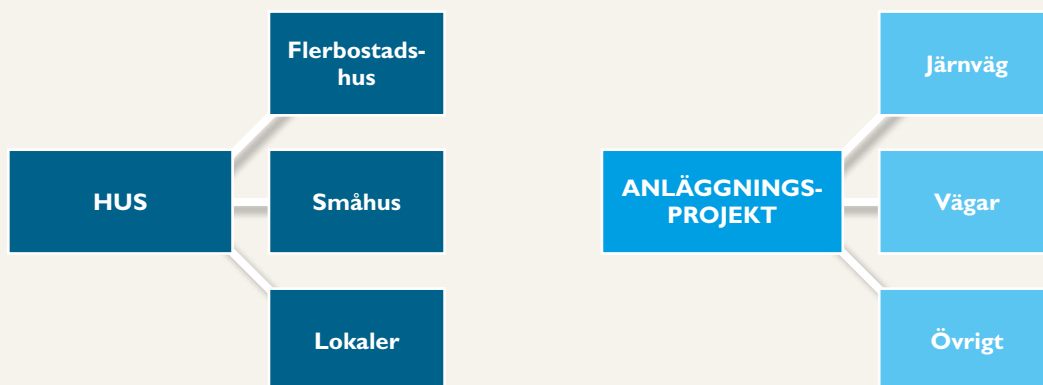 HUS
Flerbostads-
hus
Småhus
Lokaler
ANLÄGGNINGS-
PROJEKT
Järnväg
Vägar
Övrigt